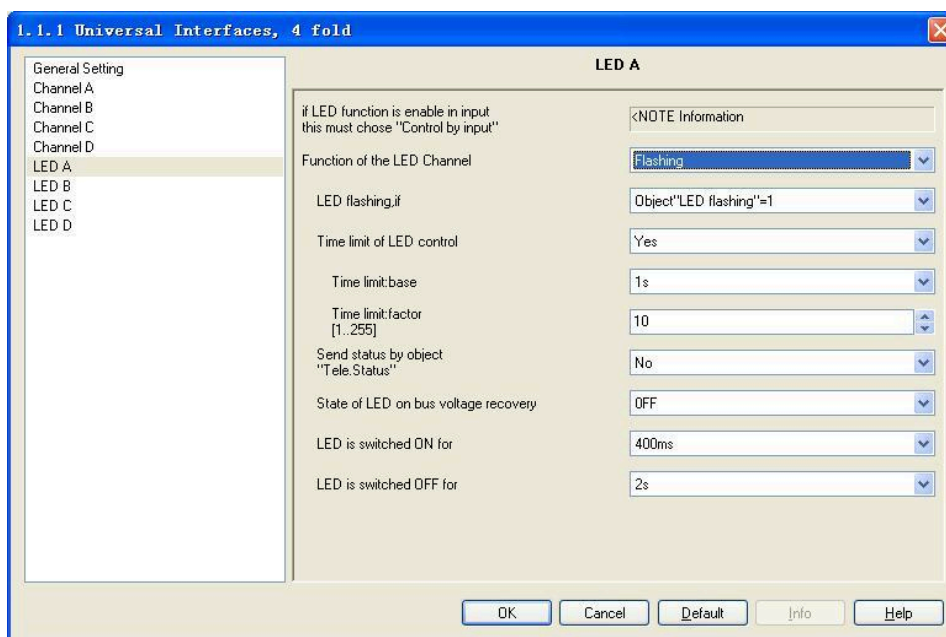 1.1.1 Universal Interfaces, 4 fold
General Setting
Channel A
Channel B
Channel C
Channel D
LED A
LED B
LED C
LED D
LED A
if LED function is enable in input
this must chose "Control by input"
<NOTE Information
Function of the LED Channel
Flashing
LED flashing,if
Object"LED flashing"=1
Time limit of LED control
Yes
Time limit:base
1s
Time limit:factor
[1..255]
10
Send status by object
"Tele.Status"
No
State of LED on bus voltage recovery
OFF
LED is switched ON for
400ms
LED is switched OFF for
2s
OK
Cancel
Default
Info
Help